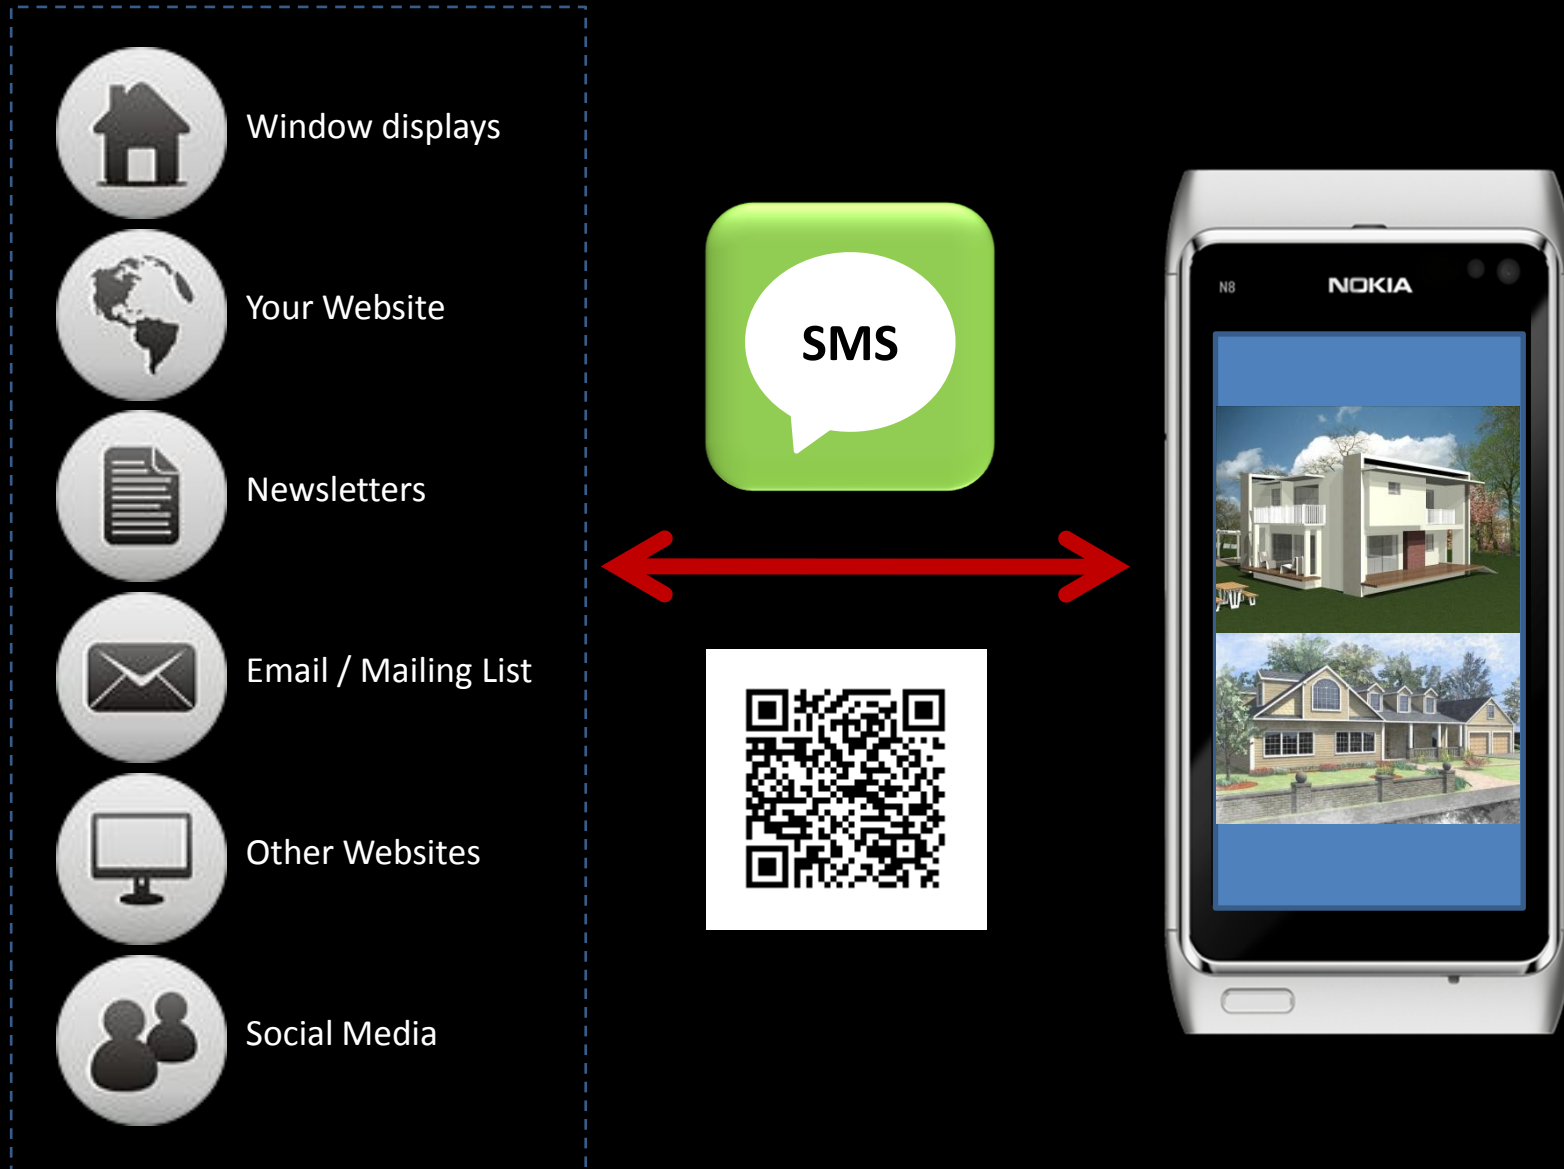 Window displays
Your Website
Newsletters
Email / Mailing List
Other Websites
Social Media
SMS
N8
NOKIA